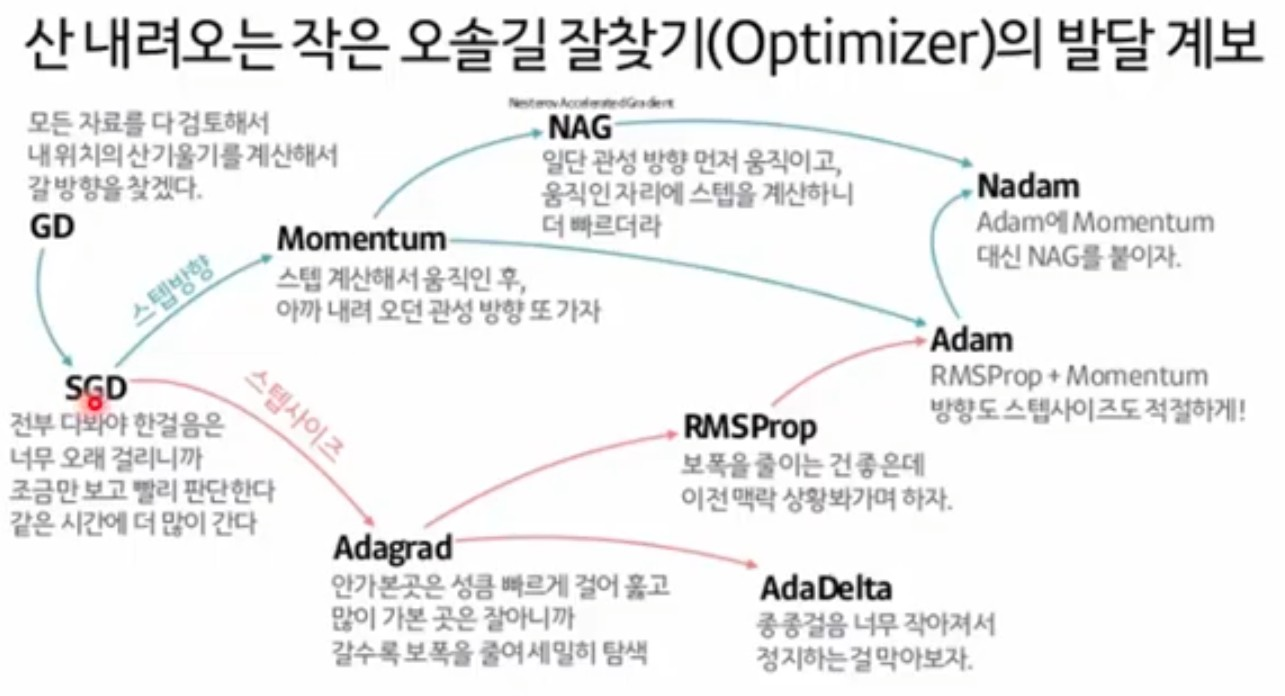 산 내려오는 작은 오솔길 잘찾기(Optimizer)의 발달 계보
모든 자료를 다 검토해서
내 위치의 산기울기를 계산해서
갈 방향을 찾겠다.
GD
스텝방향
SGD
전부 다봐야 한걸음은
너무 오래 걸리니까
조금만 보고 빨리 판단한다
같은 시간에 더 많이 간다
Momentum
스텝 계산해서 움직인 후,
아까 내려 오던 관성 방향 또 가자
Nesterov Accelerated Gradient
NAG
일단 관성 방향 먼저 움직이고,
움직인 자리에 스텝을 계산하니
더 빠르더라
Nadam
Adam에 Momentum
대신 NAG를 붙이자.
Adam
RMSProp + Momentum
방향도 스텝사이즈도 적절하게!
스텝사이즈
RMSProp
보폭을 줄이는 건 좋은데
이전 맥락 상황봐가며 하자.
Adagrad
안가본곳은 성큼 빠르게 걸어 훑고
많이 가본 곳은 잘아니까
갈수록 보폭을 줄여 세밀히 탐색
AdaDelta
종종걸음 너무 작아져서
정지하는걸 막아보자.